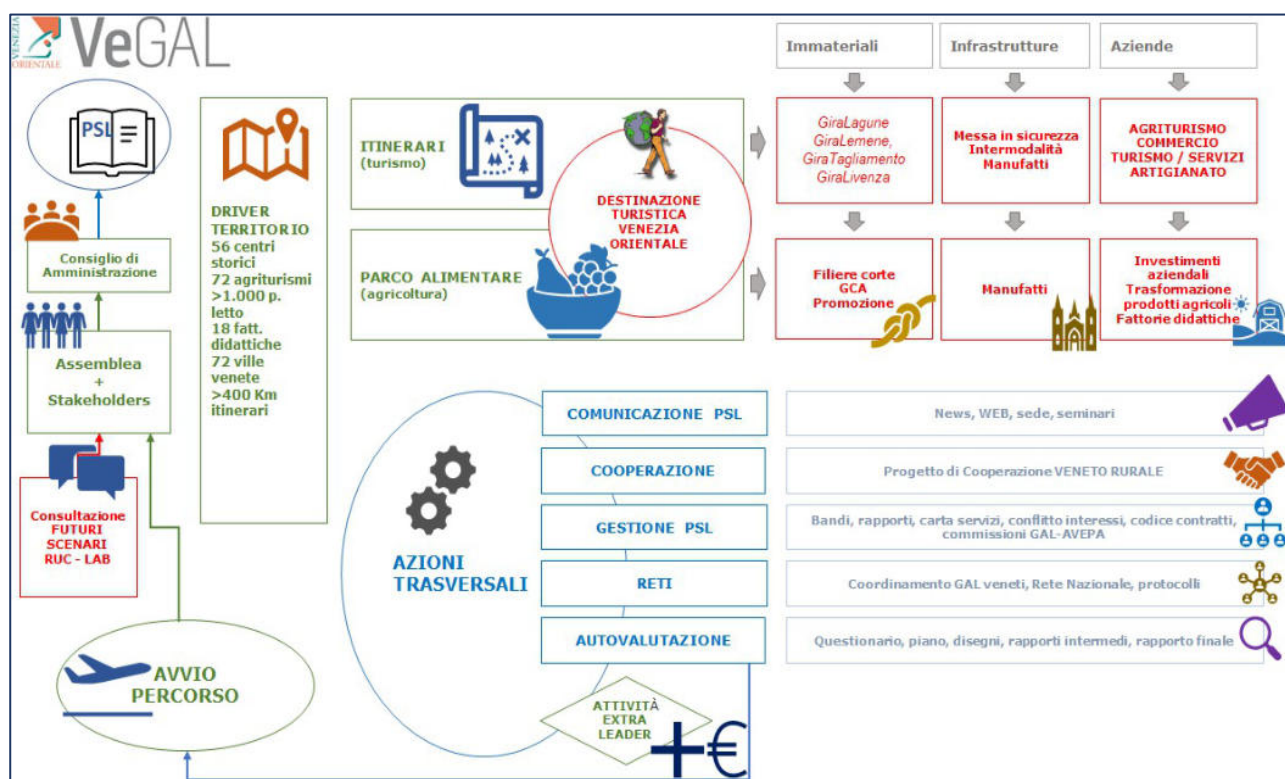 VENEZIA
ORIENTALE
VeGAL
Immateriali
Infrastrutture
Aziende
PSL
Consiglio di
Amministrazione
Assemblea
+
Stakeholders
Consultazione
FUTURI
SCENARI
RUC - LAB
AVVIO
PERCORSO
DRIVER
TERRITORIO
56 centri
storici
72 agriturismi
>1.000 p.
letto
18 fatt.
didattiche
72 ville
venete
>400 Km
itinerari
ITINERARI
(turismo)
PARCO ALIMENTARE
(agricoltura)
DESTINAZIONE
TURISTICA
VENEZIA
ORIENTALE
GiraLagune
GiraLemene,
GiraTagliamento
GiraLivenza
Messa in sicurezza
Intermodalità
Manufatti
AGRITURISMO
COMMERCIO
TURISMO / SERVIZI
ARTIGIANATO
Filiere corte
GCA
Promozione
Manufatti
Investimenti
aziendali
Trasformazione
prodotti agricoli
Fattorie didattiche
AZIONI
TRASVERSALI
COMUNICAZIONE PSL
News, WEB, sede, seminari
COOPERAZIONE
Progetto di Cooperazione VENETO RURALE
GESTIONE PSL
Bandi, rapporti, carta servizi, conflitto interessi, codice contratti,
commissioni GAL-AVEPA
RETI
Coordinamento GAL veneti, Rete Nazionale, protocolli
AUTOVALUTAZIONE
Questionario, piano, disegni, rapporti intermedi, rapporto finale
ATTIVITÀ
EXTRA
LEADER
+€